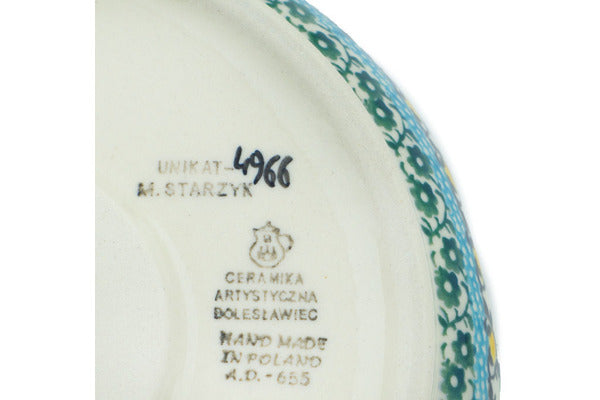 UNIKAT-4966
M. STARZYK
CERAMIKA
ARTYSTYCZNA
BOLESŁAWIEC
HAND MADE
IN POLAND
A.D.-655